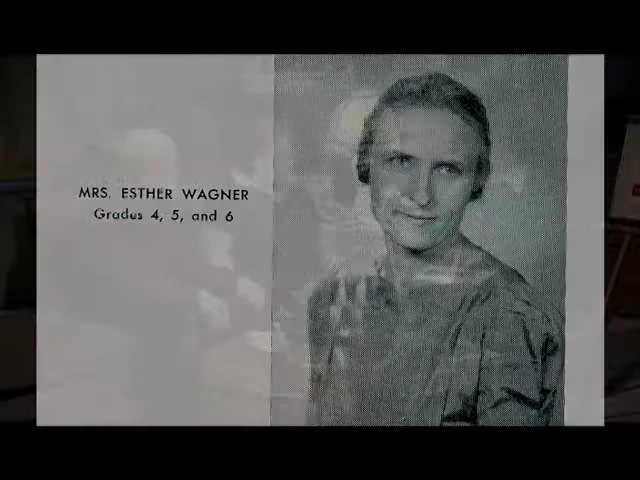 MRS. ESTHER WAGNER
Grades 4, 5, and 6